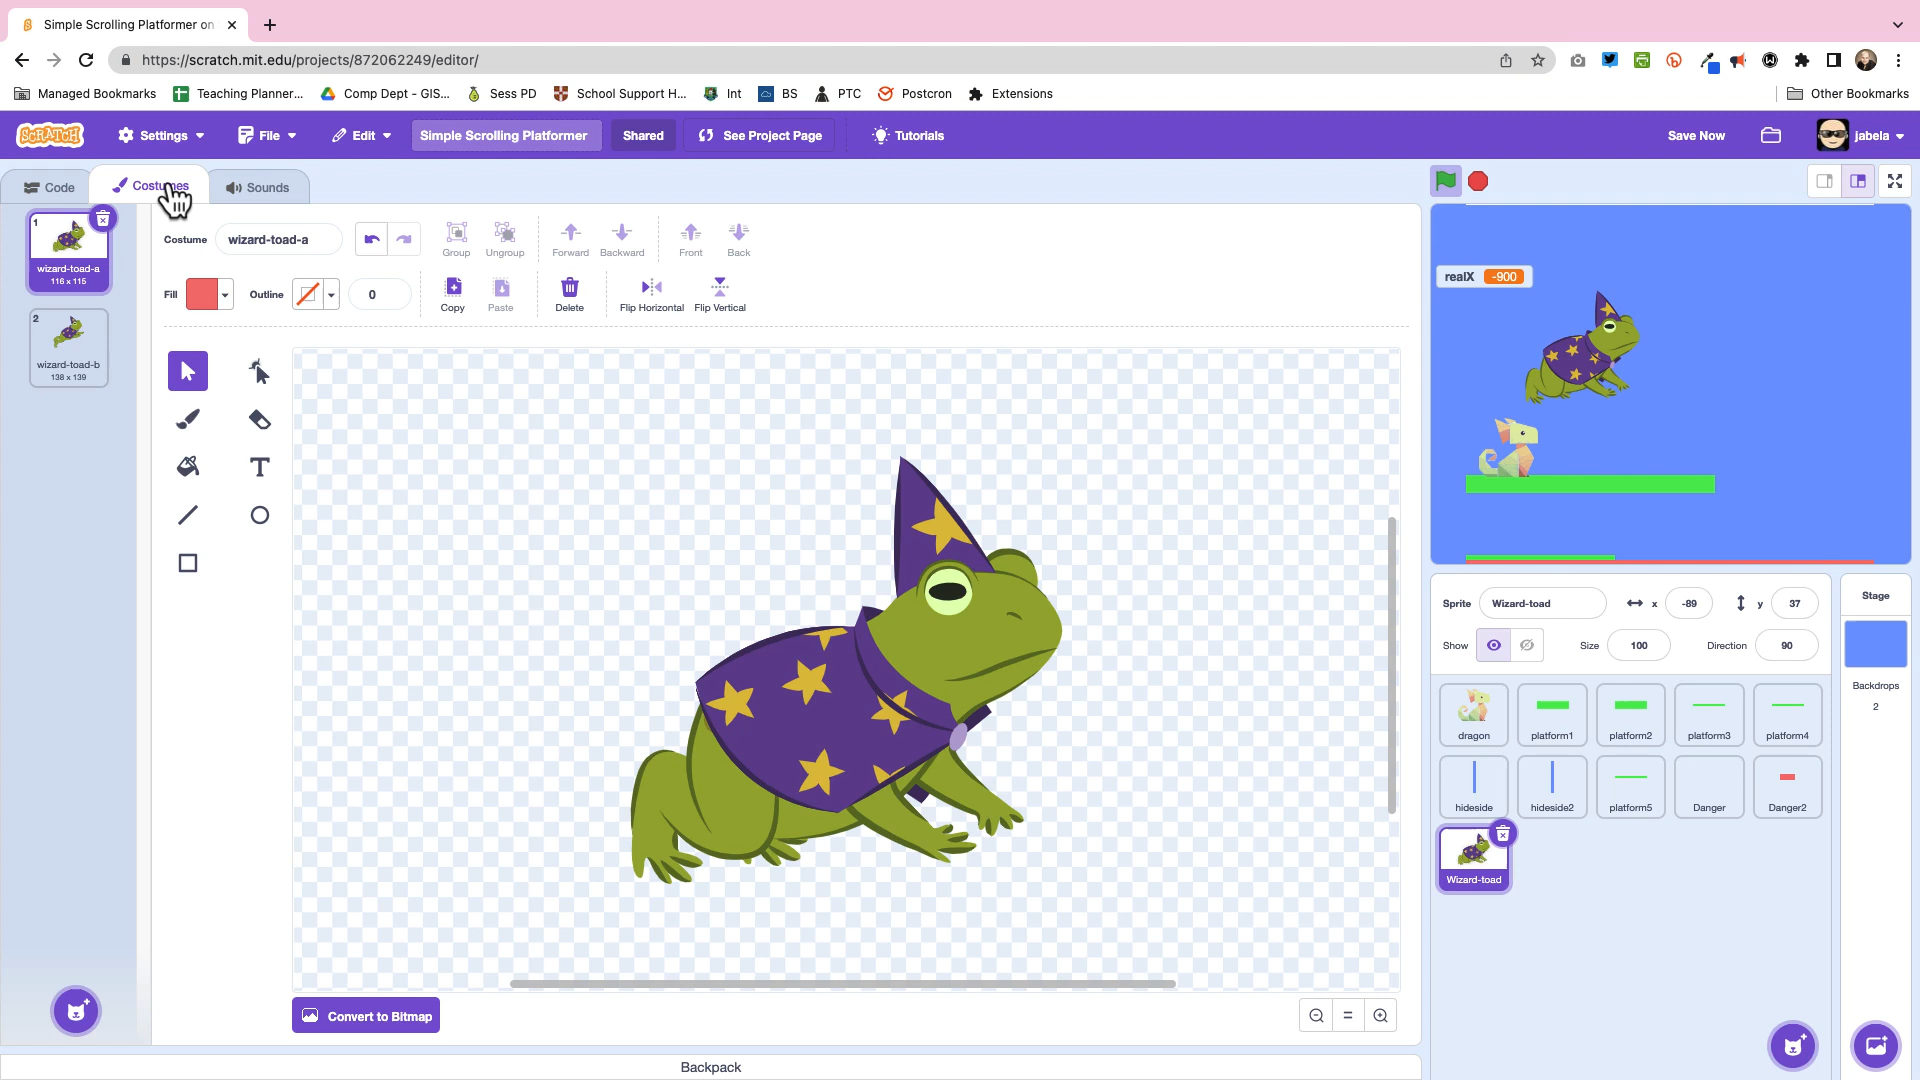 Simple Scrolling Platformer on
https://scratch.mit.edu/projects/872062249/editor/
Managed Bookmarks Teaching Planner... Comp Dept - GIS... Sess PD School Support H... Int BS PTC Postcron Extensions Other Bookmarks
SCRATCH Settings File Edit Simple Scrolling Platformer Shared See Project Page Tutorials Save Now jabela
Code Costumes Sounds
1
wizard-toad-a
116 x 115
2
wizard-toad-b
138 x 139
Costume wizard-toad-a Group Ungroup Forward Backward Front Back
Fill Outline 0 Copy Paste Delete Flip Horizontal Flip Vertical
T
Convert to Bitmap
Backpack
realX -900
Sprite Wizard-toad x -89 y 37
Show Size 100 Direction 90
dragon platform1 platform2 platform3 platform4
hideside hideside2 platform5 Danger Danger2
Wizard-toad
Stage
Backdrops
2